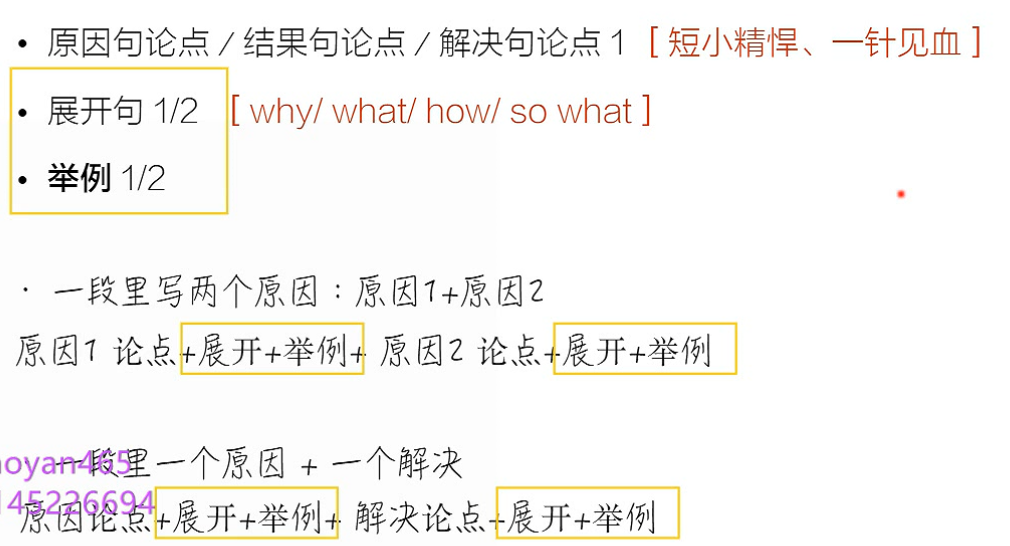 • 原因句论点 / 结果句论点 / 解决句论点 1 [ 短小精悍、一针见血 ]
• 展开句 1/2 [ why/ what/ how/ so what ]
• 举例 1/2
· 一段里写两个原因：原因1+原因2
原因1 论点+展开+举例+ 原因2 论点+展开+举例
· 一段里一个原因 + 一个解决
oyan465
145226694
原因论点+展开+举例+ 解决论点+展开+举例